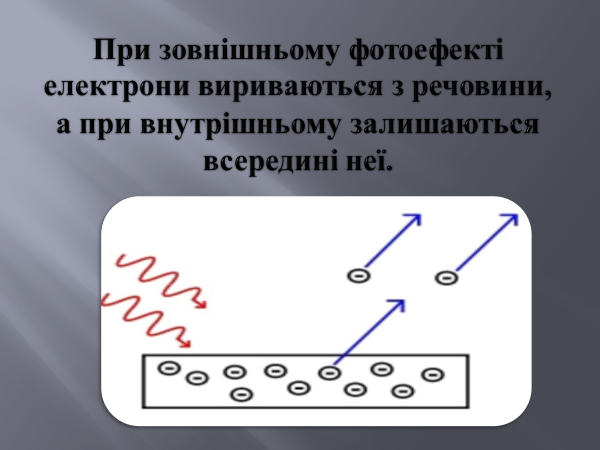 При зовнішньому фотоефекті
електрони вириваються з речовини,
а при внутрішньому залишаються
всередині неї.